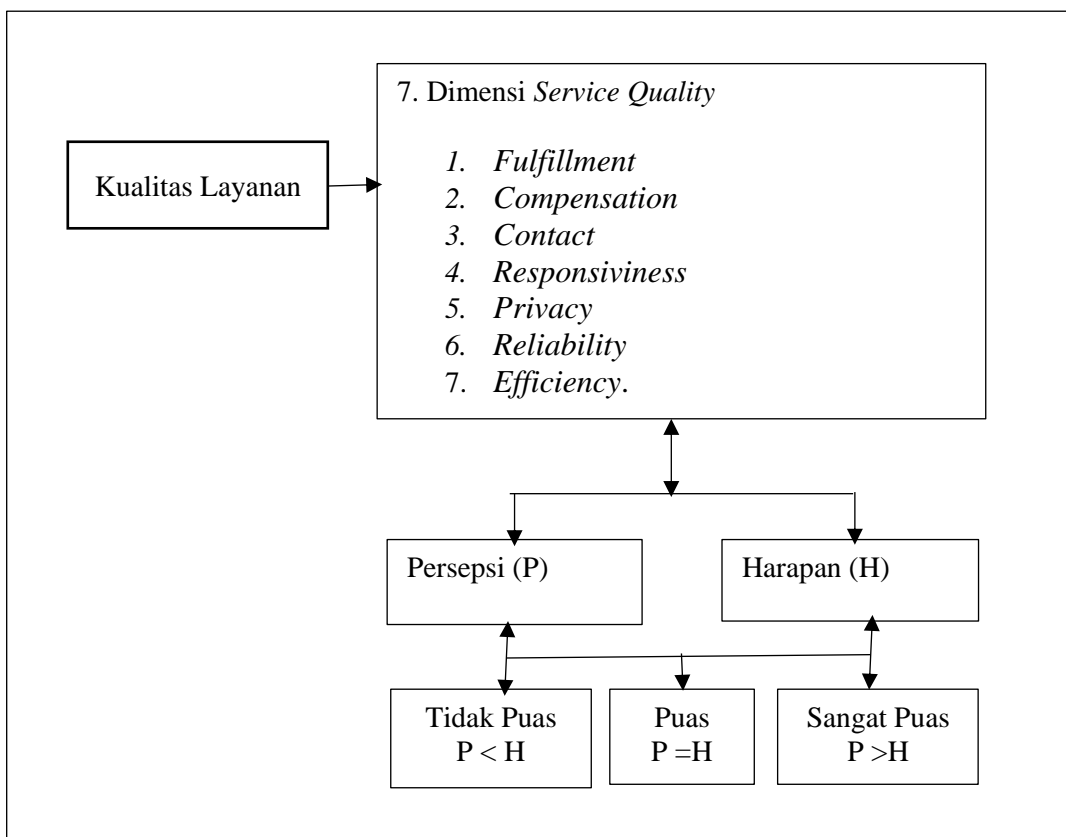 7. Dimensi Service Quality
Kualitas Layanan
1. Fulfillment
2. Compensation
3. Contact
4. Responsiviness
5. Privacy
6. Reliability
7. Efficiency.
Persepsi (P)
Harapan (H)
Tidak Puas
P < H
Puas
P =H
Sangat Puas
P >H